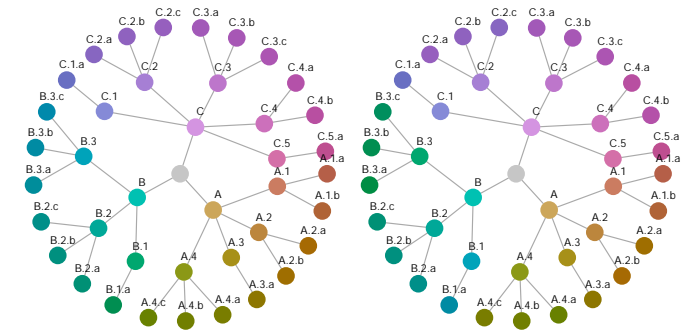 C.2.c C.3.a C.2.c C.3.a
C.2.b C.3.b C.2.b C.3.b
C.2.a C.3.c C.2.a C.3.c
C.1.a C.2 C.3 C.4.a C.1.a C.2 C.3 C.4.a
B.3.c C.1 C C.4 C.4.b B.3.c C.1 C C.4 C.4.b
B.3.b B.3 C.5 C.5.a B.3.b B.3 C.5 C.5.a
B.3.a B A.1 A.1.a B.3.a B A.1 A.1.a
B.2.c B.2 A A.1.b B.2.c B.2 A A.1.b
B.2.b B.1 A.3 A.2 A.2.a B.2.b B.1 A.3 A.2 A.2.a
B.2.a A.4 A.2.b B.2.a A.4 A.2.b
B.1.a A.3.a B.1.a A.3.a
A.4.c A.4.b A.4.a A.4.c A.4.b A.4.a